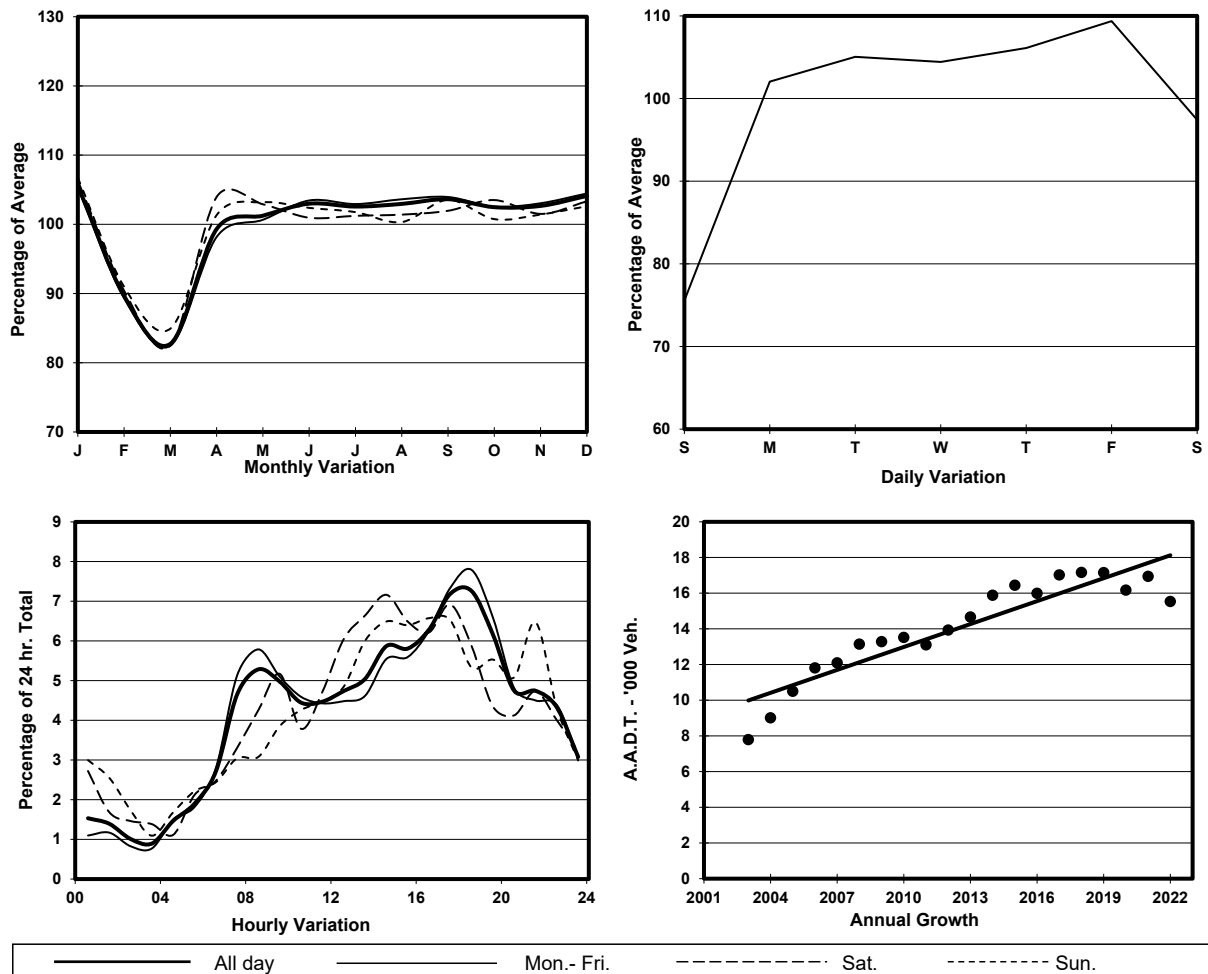 Percentage of Average
130
120
110
100
90
80
70
J F M A M J J A S O N D
Monthly Variation
Percentage of Average
110
100
90
80
70
60
S M T W T F S
Daily Variation
Percentage of 24 hr. Total
9
8
7
6
5
4
3
2
1
0
00 04 08 12 16 20 24
Hourly Variation
A.A.D.T. - '000 Veh.
20
18
16
14
12
10
8
6
4
2
0
2001 2004 2007 2010 2013 2016 2019 2022
Annual Growth
All day Mon.- Fri. Sat. Sun.